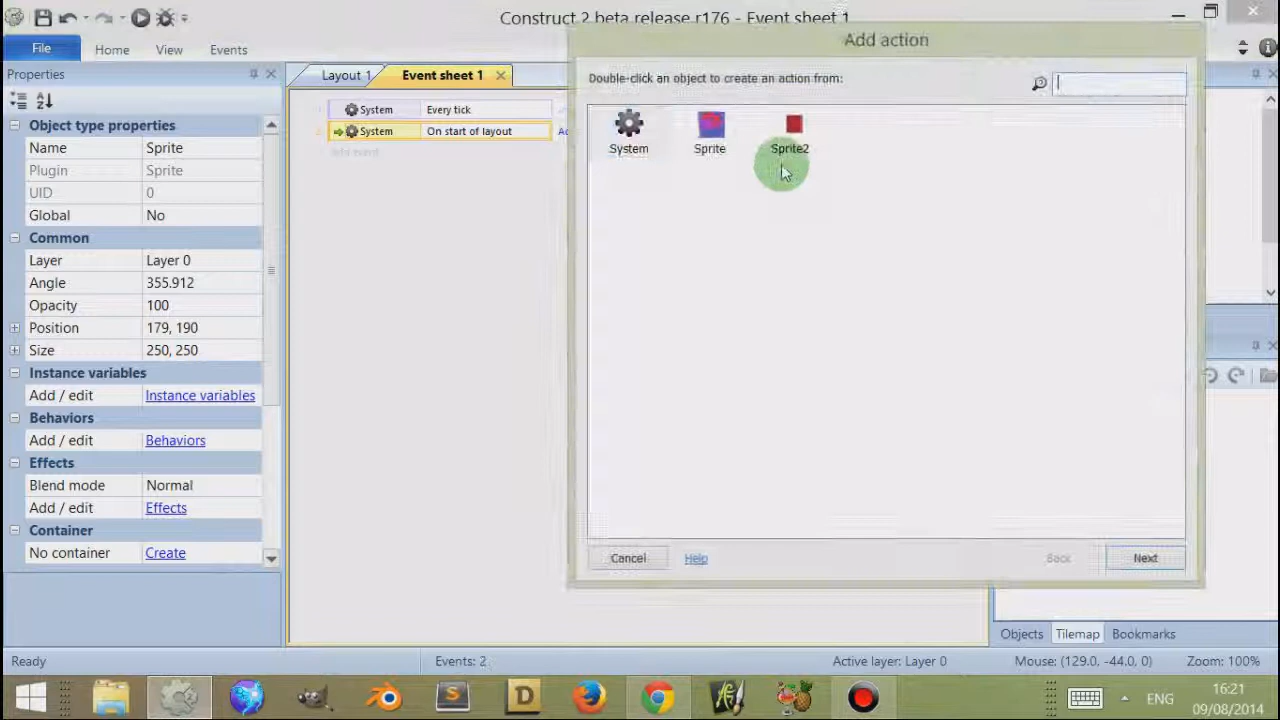 Construct 2 beta release r176 - Event sheet 1
File Home View Events
Add action
Properties
Layout 1 Event sheet 1
Double-click an object to create an action from:
System Every tick
System On start of layout
Add event
System Sprite Sprite2
Object type properties
Name Sprite
Plugin Sprite
UID 0
Global No
Common
Layer Layer 0
Angle 355.912
Opacity 100
Position 179, 190
Size 250, 250
Instance variables
Add / edit Instance variables
Behaviors
Add / edit Behaviors
Effects
Blend mode Normal
Add / edit Effects
Container
No container Create
Cancel Help Back Next
Objects Tilemap Bookmarks
Ready Events: 2 Active layer: Layer 0 Mouse: (129.0, -44.0, 0) Zoom: 100%
ENG
16:21
09/08/2014